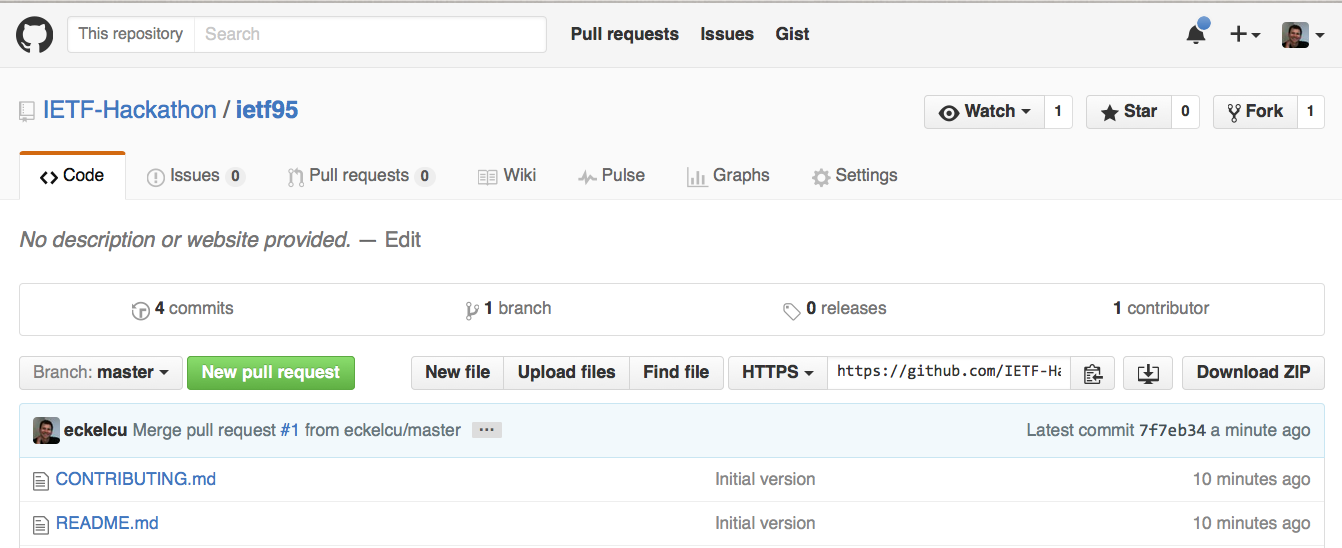 This repository Search Pull requests Issues Gist
IETF-Hackathon / ietf95 Watch 1 Star 0 Fork 1
Code Issues 0 Pull requests 0 Wiki Pulse Graphs Settings
No description or website provided. — Edit
4 commits 1 branch 0 releases 1 contributor
Branch: master New pull request New file Upload files Find file HTTPS https://github.com/IETF-Ha Download ZIP
eckelcu Merge pull request #1 from eckelcu/master ... Latest commit 7f7eb34 a minute ago
CONTRIBUTING.md Initial version 10 minutes ago
README.md Initial version 10 minutes ago